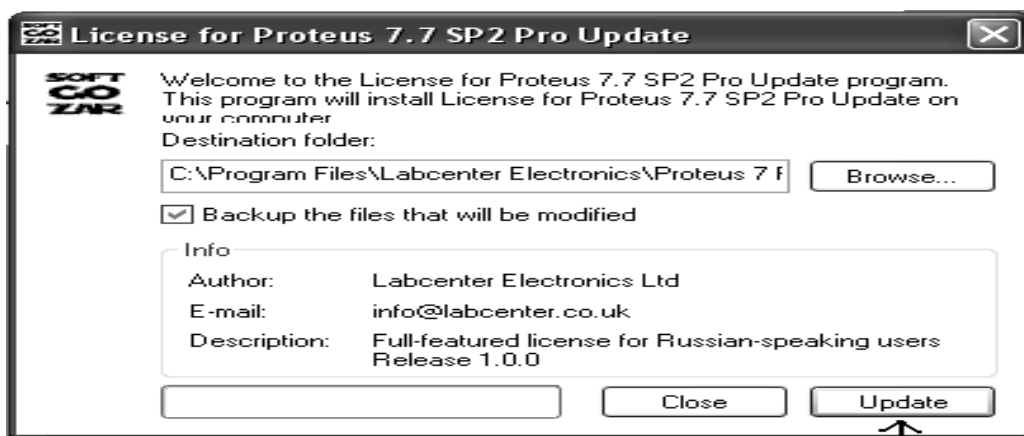 License for Proteus 7.7 SP2 Pro Update
SOFT
GO
ZAR
Welcome to the License for Proteus 7.7 SP2 Pro Update program.
This program will install License for Proteus 7.7 SP2 Pro Update on
your computer
Destination folder:
C:\Program Files\Labcenter Electronics\Proteus 7 F
Browse...
Backup the files that will be modified
Info
Author: Labcenter Electronics Ltd
E-mail: info@labcenter.co.uk
Description: Full-featured license for Russian-speaking users
Release 1.0.0
Close
Update